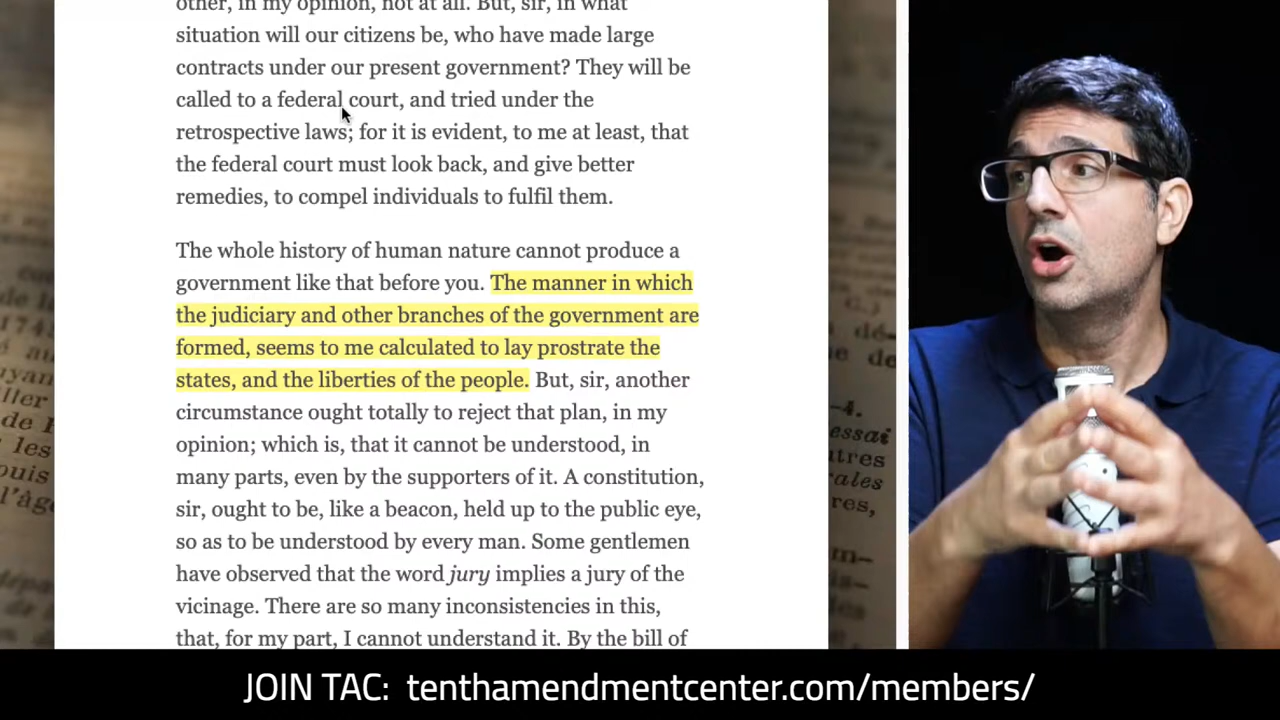 other, in my opinion, not at all. But, sir, in what
situation will our citizens be, who have made large
contracts under our present government? They will be
called to a federal court, and tried under the
retrospective laws; for it is evident, to me at least, that
the federal court must look back, and give better
remedies, to compel individuals to fulfil them.
The whole history of human nature cannot produce a
government like that before you. The manner in which
the judiciary and other branches of the government are
formed, seems to me calculated to lay prostrate the
states, and the liberties of the people. But, sir, another
circumstance ought totally to reject that plan, in my
opinion; which is, that it cannot be understood, in
many parts, even by the supporters of it. A constitution,
sir, ought to be, like a beacon, held up to the public eye,
so as to be understood by every man. Some gentlemen
have observed that the word jury implies a jury of the
vicinage. There are so many inconsistencies in this,
that, for my part, I cannot understand it. By the bill of
JOIN TAC: tenthamendmentcenter.com/members/